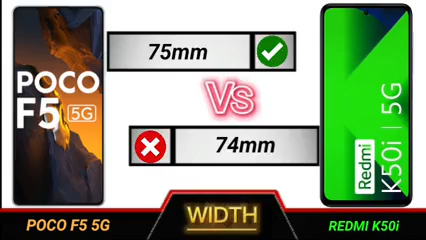 75mm
POCO
F5 5G
Vs
74mm
Redmi
K50i | 5G
WIDTH
POCO F5 5G
REDMI K50i